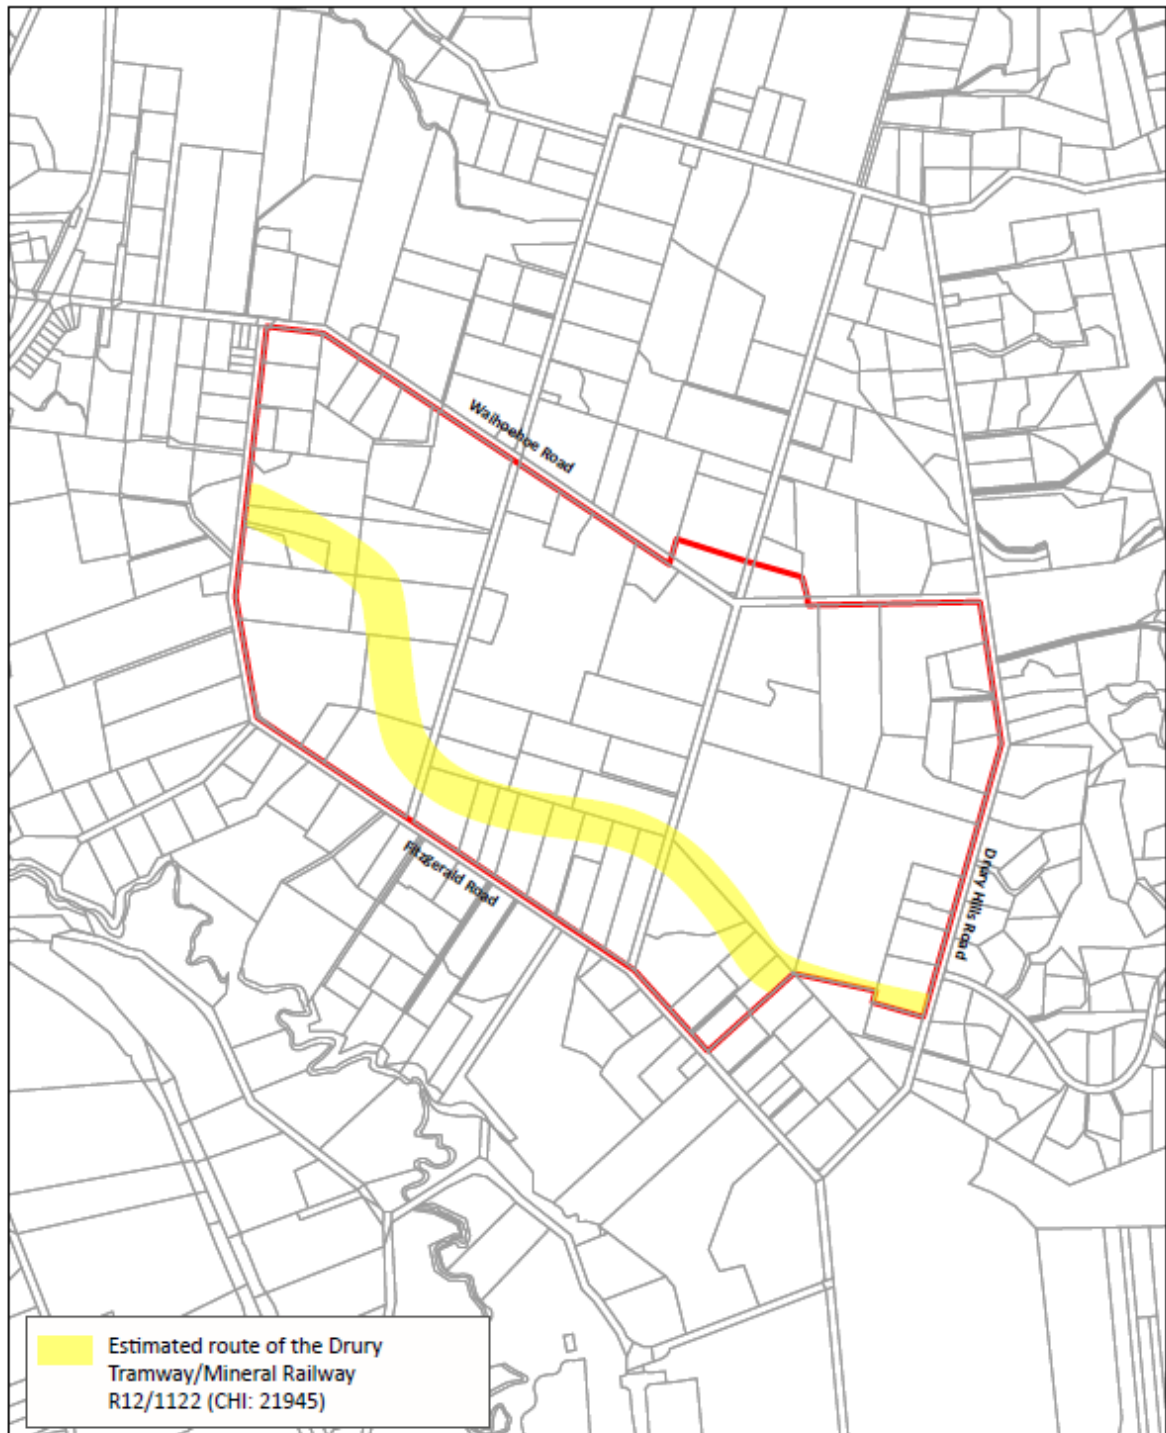 Waihoehoe Road
Fitzgerald Road
Drury Hills Road
Estimated route of the Drury
Tramway/Mineral Railway
R12/1122 (CHI: 21945)